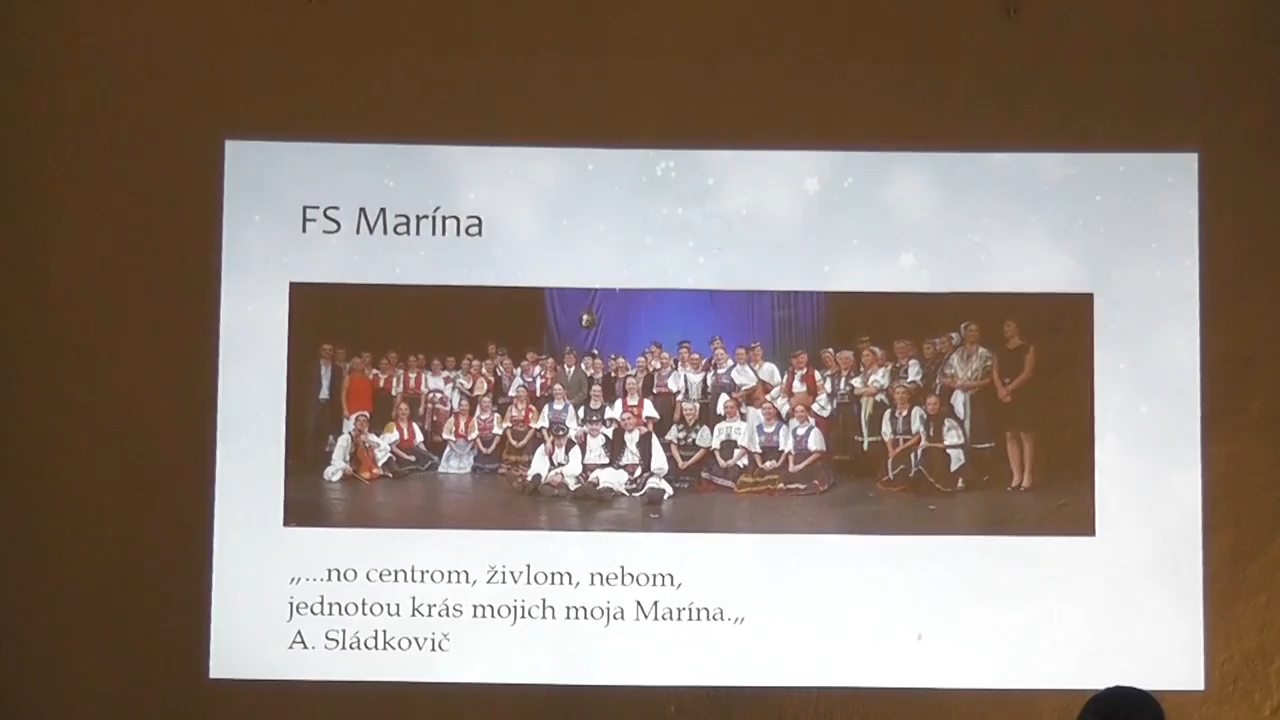 FS Marína
„...no centrom, živlom, nebom,
jednotou krás mojich moja Marína.„
A. Sládkovič